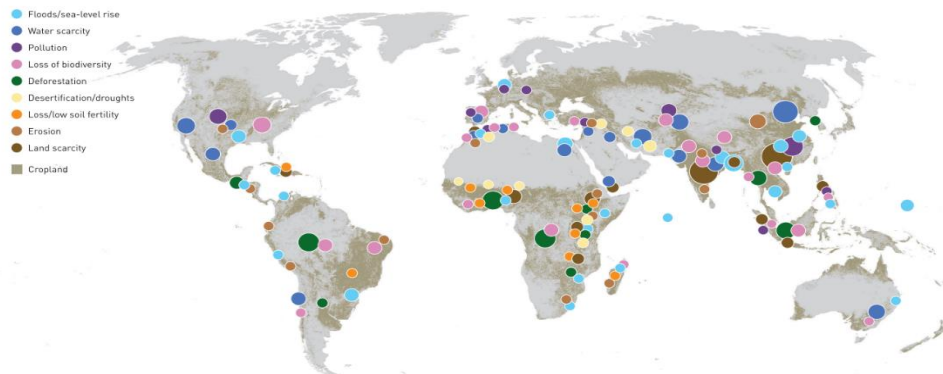 Floods/sea-level rise
Water scarcity
Pollution
Loss of biodiversity
Deforestation
Desertification/droughts
Loss/low soil fertility
Erosion
Land scarcity
Cropland